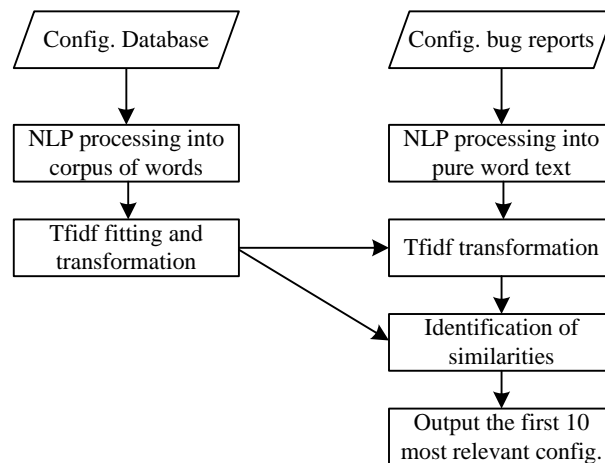 Config. Database
Config. bug reports
NLP processing into
corpus of words
NLP processing into
pure word text
Tfidf fitting and
transformation
Tfidf transformation
Identification of
similarities
Output the first 10
most relevant config.